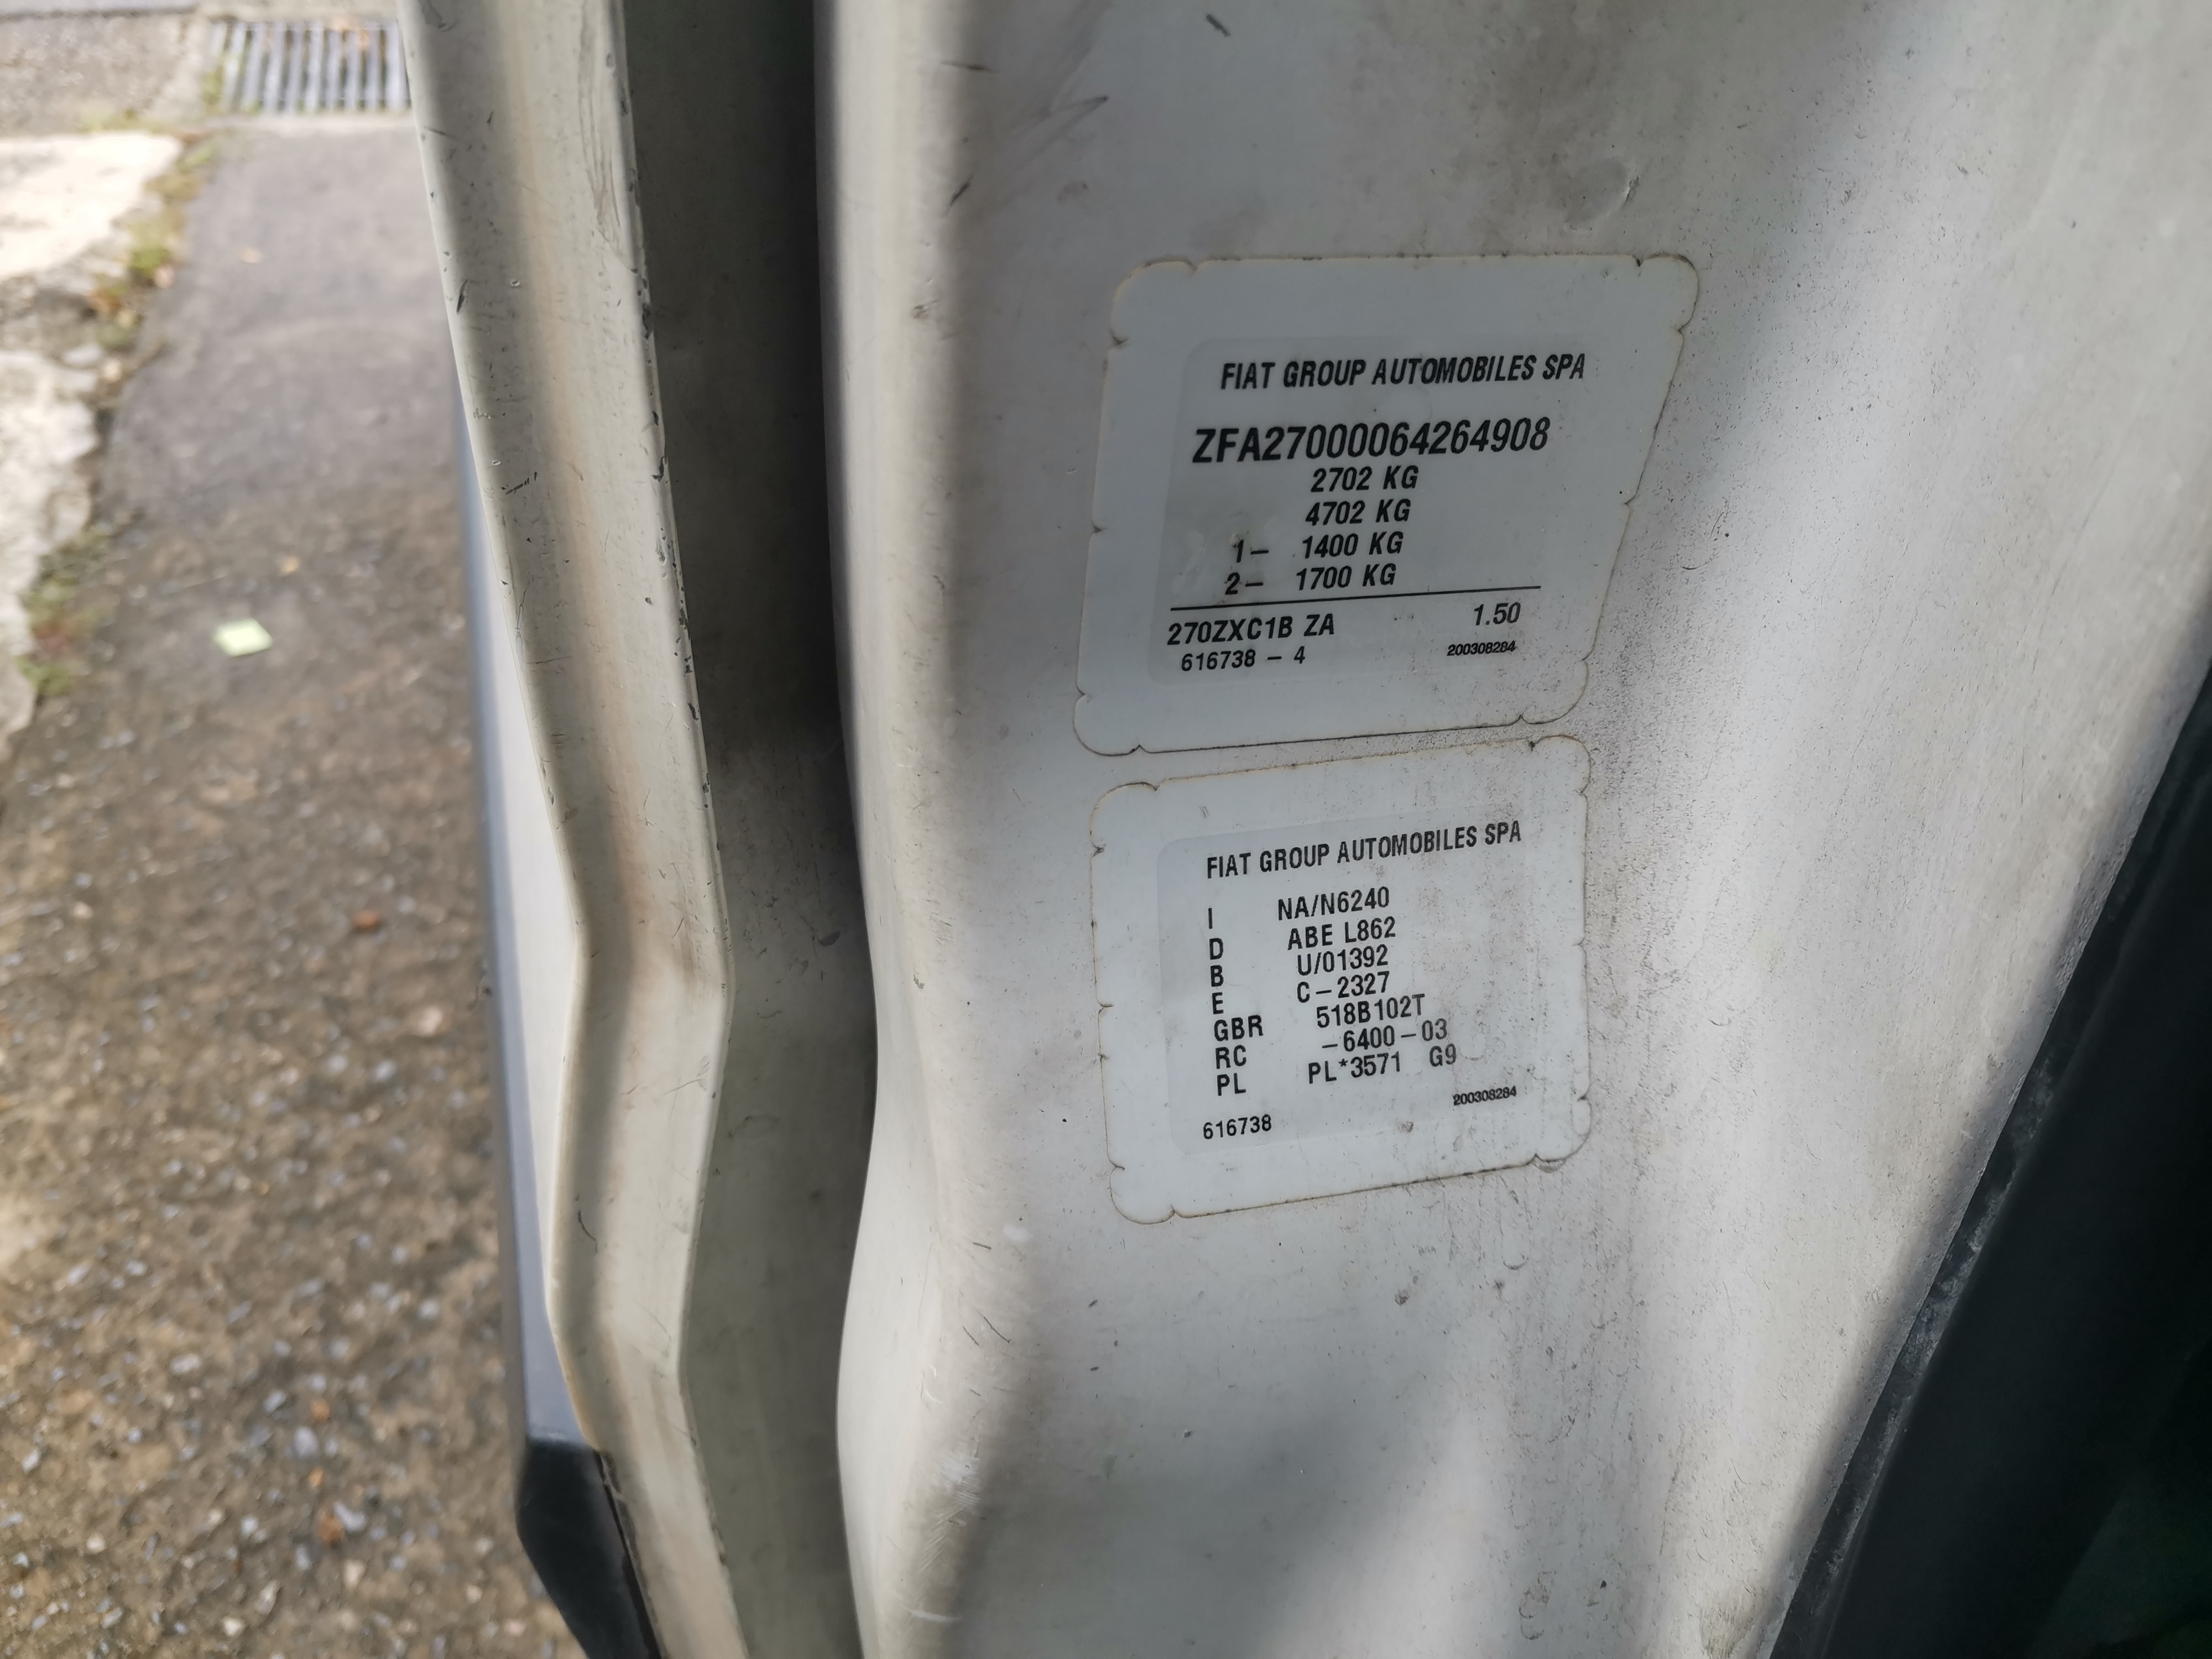 FIAT GROUP AUTOMOBILES SPA
ZFA27000064264908
2702 KG
4702 KG
1- 1400 KG
2- 1700 KG
270ZXC1B ZA 1.50
616738 - 4 200308284
FIAT GROUP AUTOMOBILES SPA
I NA/N6240
D ABE L862
B U/01392
E C-2327
GBR 518B102T
RC -6400-03
PL PL*3571 G9
200308284
616738